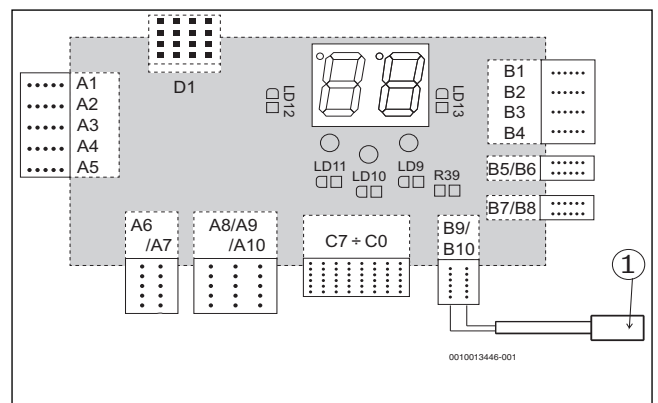 D1
A1
A2
A3
A4
A5
LD12
LD13
B1
B2
B3
B4
LD11
LD10
LD9
R39
B5/B6
B7/B8
A6
/A7
A8/A9
/A10
C7 ÷ C0
B9/
B10
1
0010013446-001